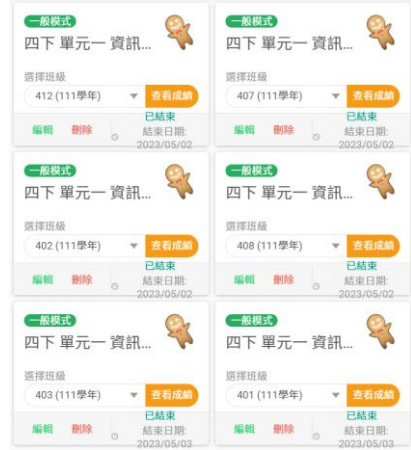 一般模式
四下 單元一 資訊...
選擇班級
412 (111學年)
查看成績
編輯
刪除
已結束
結束日期:
2023/05/02
一般模式
四下 單元一 資訊...
選擇班級
407 (111學年)
查看成績
編輯
刪除
已結束
結束日期:
2023/05/02
一般模式
四下 單元一 資訊...
選擇班級
402 (111學年)
查看成績
編輯
刪除
已結束
結束日期:
2023/05/02
一般模式
四下 單元一 資訊...
選擇班級
408 (111學年)
查看成績
編輯
刪除
已結束
結束日期:
2023/05/02
一般模式
四下 單元一 資訊...
選擇班級
403 (111學年)
查看成績
編輯
刪除
已結束
結束日期:
2023/05/03
一般模式
四下 單元一 資訊...
選擇班級
401 (111學年)
查看成績
編輯
刪除
已結束
結束日期:
2023/05/03